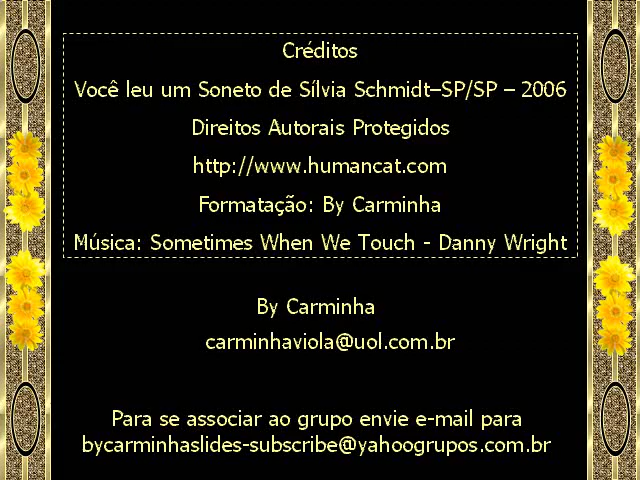 Créditos
Você leu um Soneto de Sílvia Schmidt–SP/SP – 2006
Direitos Autorais Protegidos
http://www.humancat.com
Formatação: By Carminha
Música: Sometimes When We Touch - Danny Wright
By Carminha
carminhaviola@uol.com.br
Para se associar ao grupo envie e-mail para
bycarminhaslides-subscribe@yahoogrupos.com.br